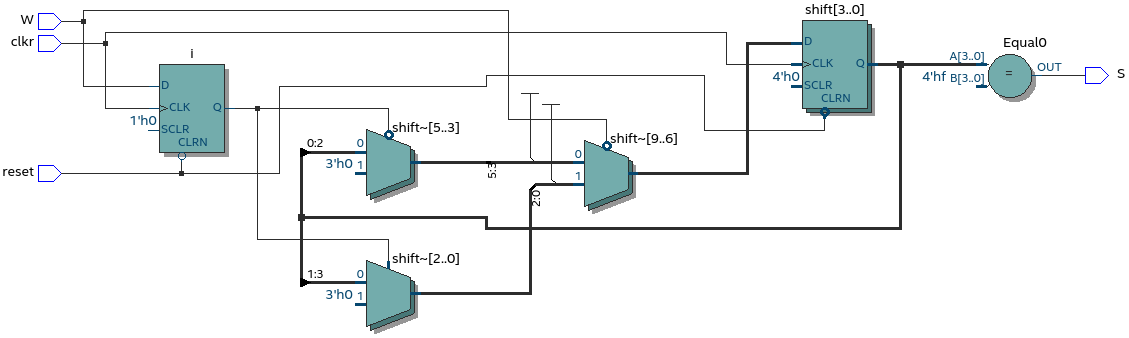 W
clkr
reset
i
D
CLK
1'h0
SCLR
CLRN
Q
shift~[5..3]
0:2
0
3'h0
1
5:3
shift~[2..0]
1:3
0
3'h0
1
2:0
shift~[9..6]
0
1
shift[3..0]
D
CLK
4'h0
SCLR
CLRN
Q
Equal0
A[3..0]
4'hf B[3..0]
=
OUT
S